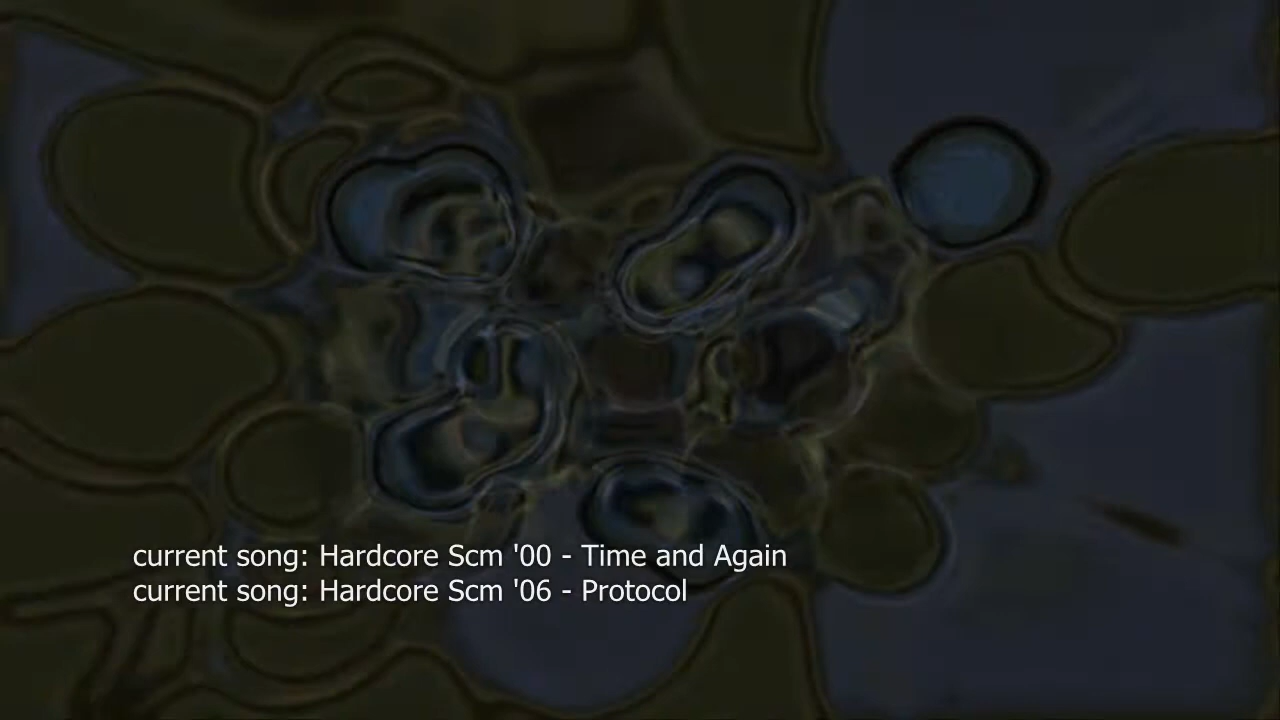 current song: Hardcore Scm '00 - Time and Again
current song: Hardcore Scm '06 - Protocol